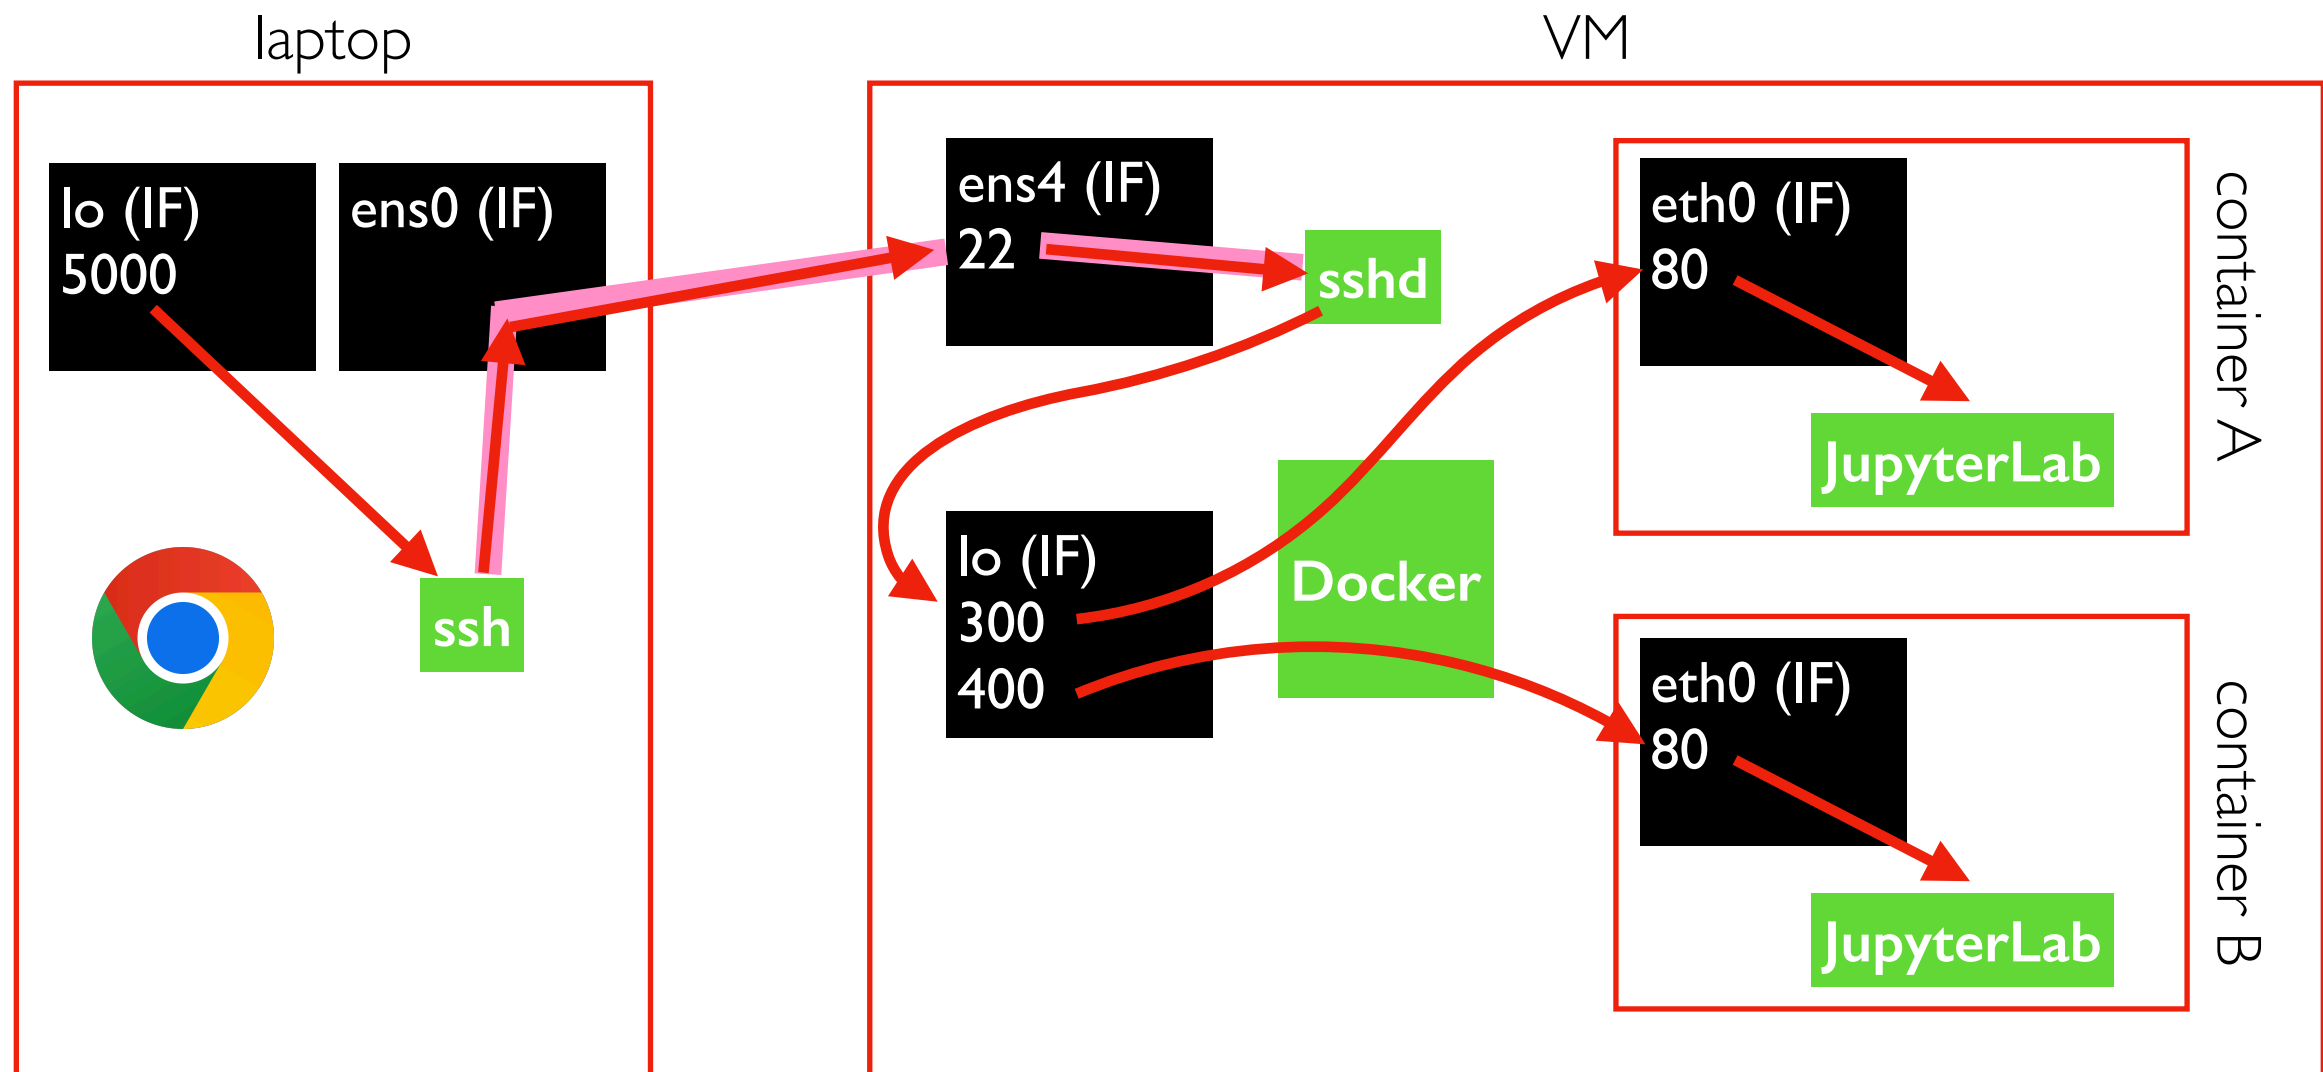 laptop
VM
lo (IF)
5000
ens0 (IF)
ssh
ens4 (IF)
22
sshd
lo (IF)
300
400
Docker
eth0 (IF)
80
JupyterLab
container A
eth0 (IF)
80
JupyterLab
container B